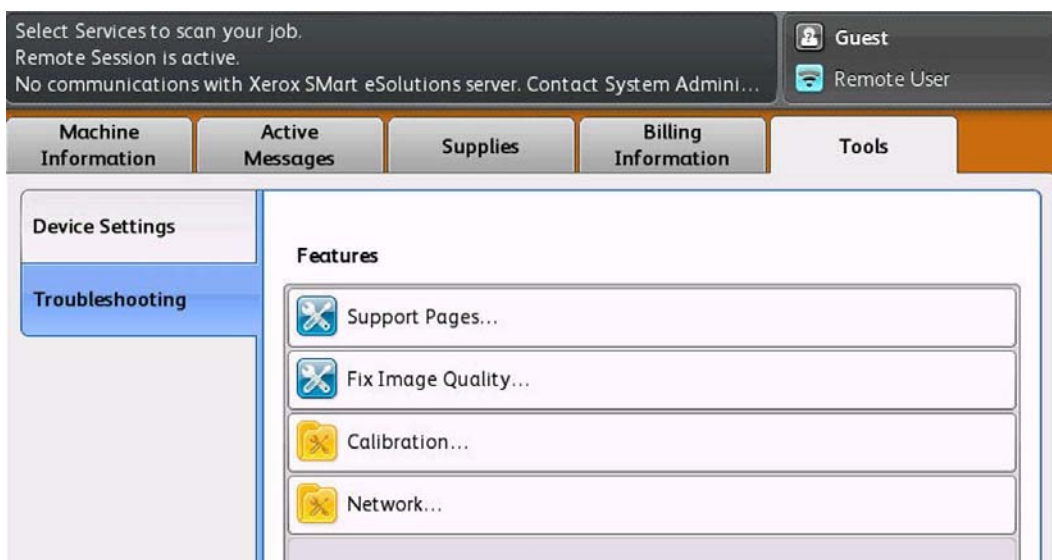 Select Services to scan your job.
Remote Session is active.
No communications with Xerox SMart eSolutions server. Contact System Admini...
Guest
Remote User
Machine
Information
Active
Messages
Supplies
Billing
Information
Tools
Device Settings
Troubleshooting
Features
Support Pages...
Fix Image Quality...
Calibration...
Network...